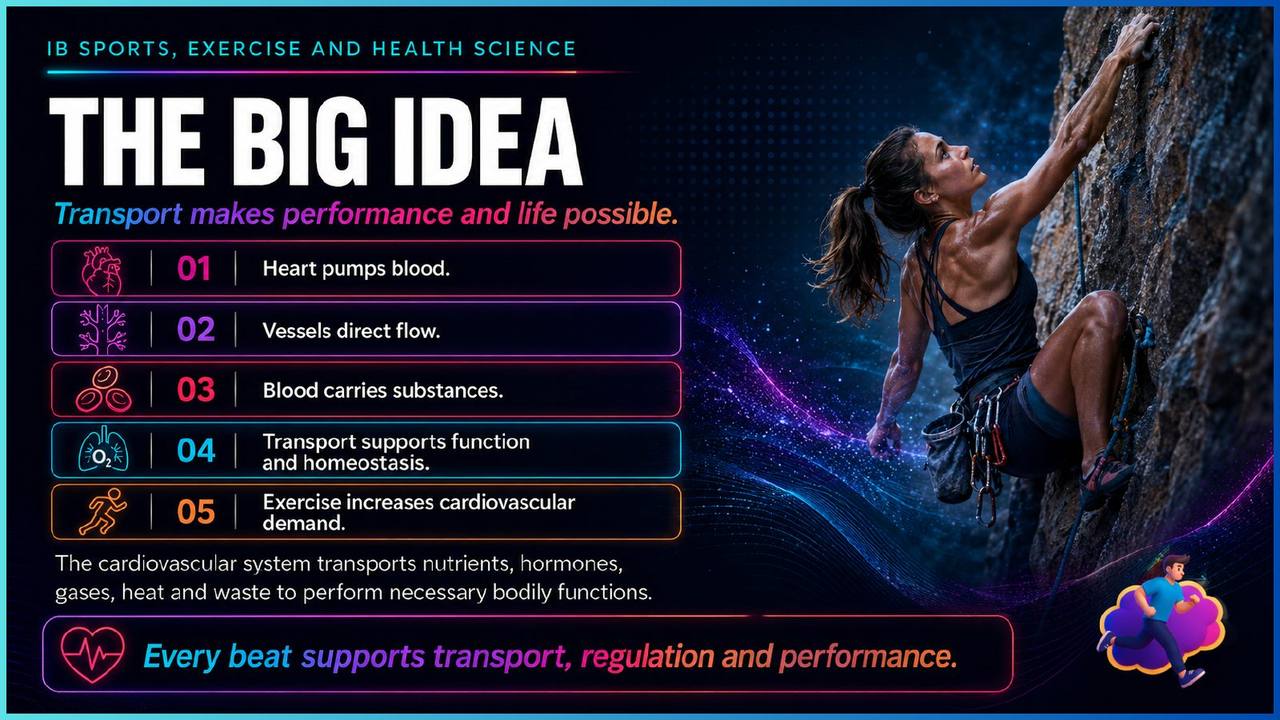 IB SPORTS, EXERCISE AND HEALTH SCIENCE
THE BIG IDEA
Transport makes performance and life possible.
01 Heart pumps blood.
02 Vessels direct flow.
03 Blood carries substances.
O₂ 04 Transport supports function
and homeostasis.
05 Exercise increases cardiovascular
demand.
The cardiovascular system transports nutrients, hormones,
gases, heat and waste to perform necessary bodily functions.
Every beat supports transport, regulation and performance.